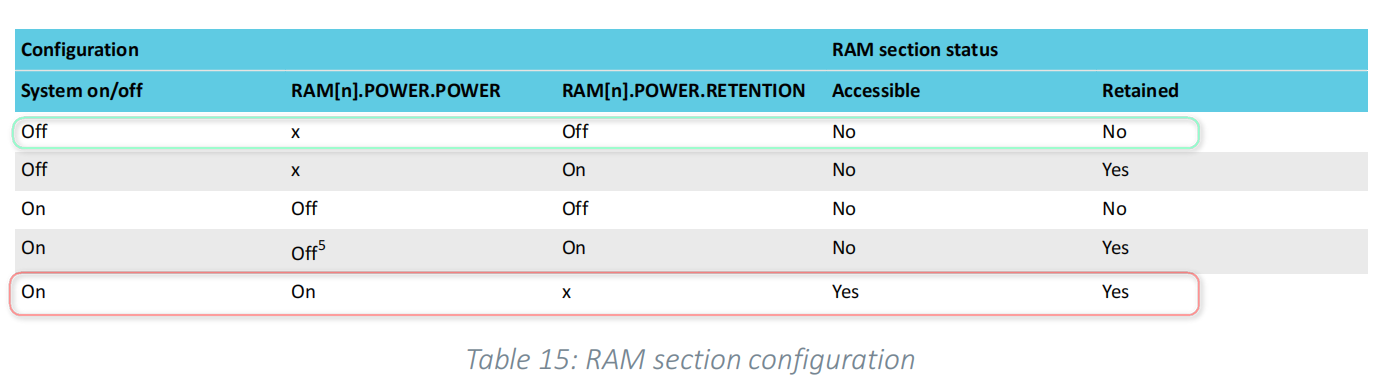 Configuration RAM section status
System on/off RAM[n].POWER.POWER RAM[n].POWER.RETENTION Accessible Retained
Off x Off No No
Off x On No Yes
On Off Off No No
On Off5 On No Yes
On On x Yes Yes
Table 15: RAM section configuration